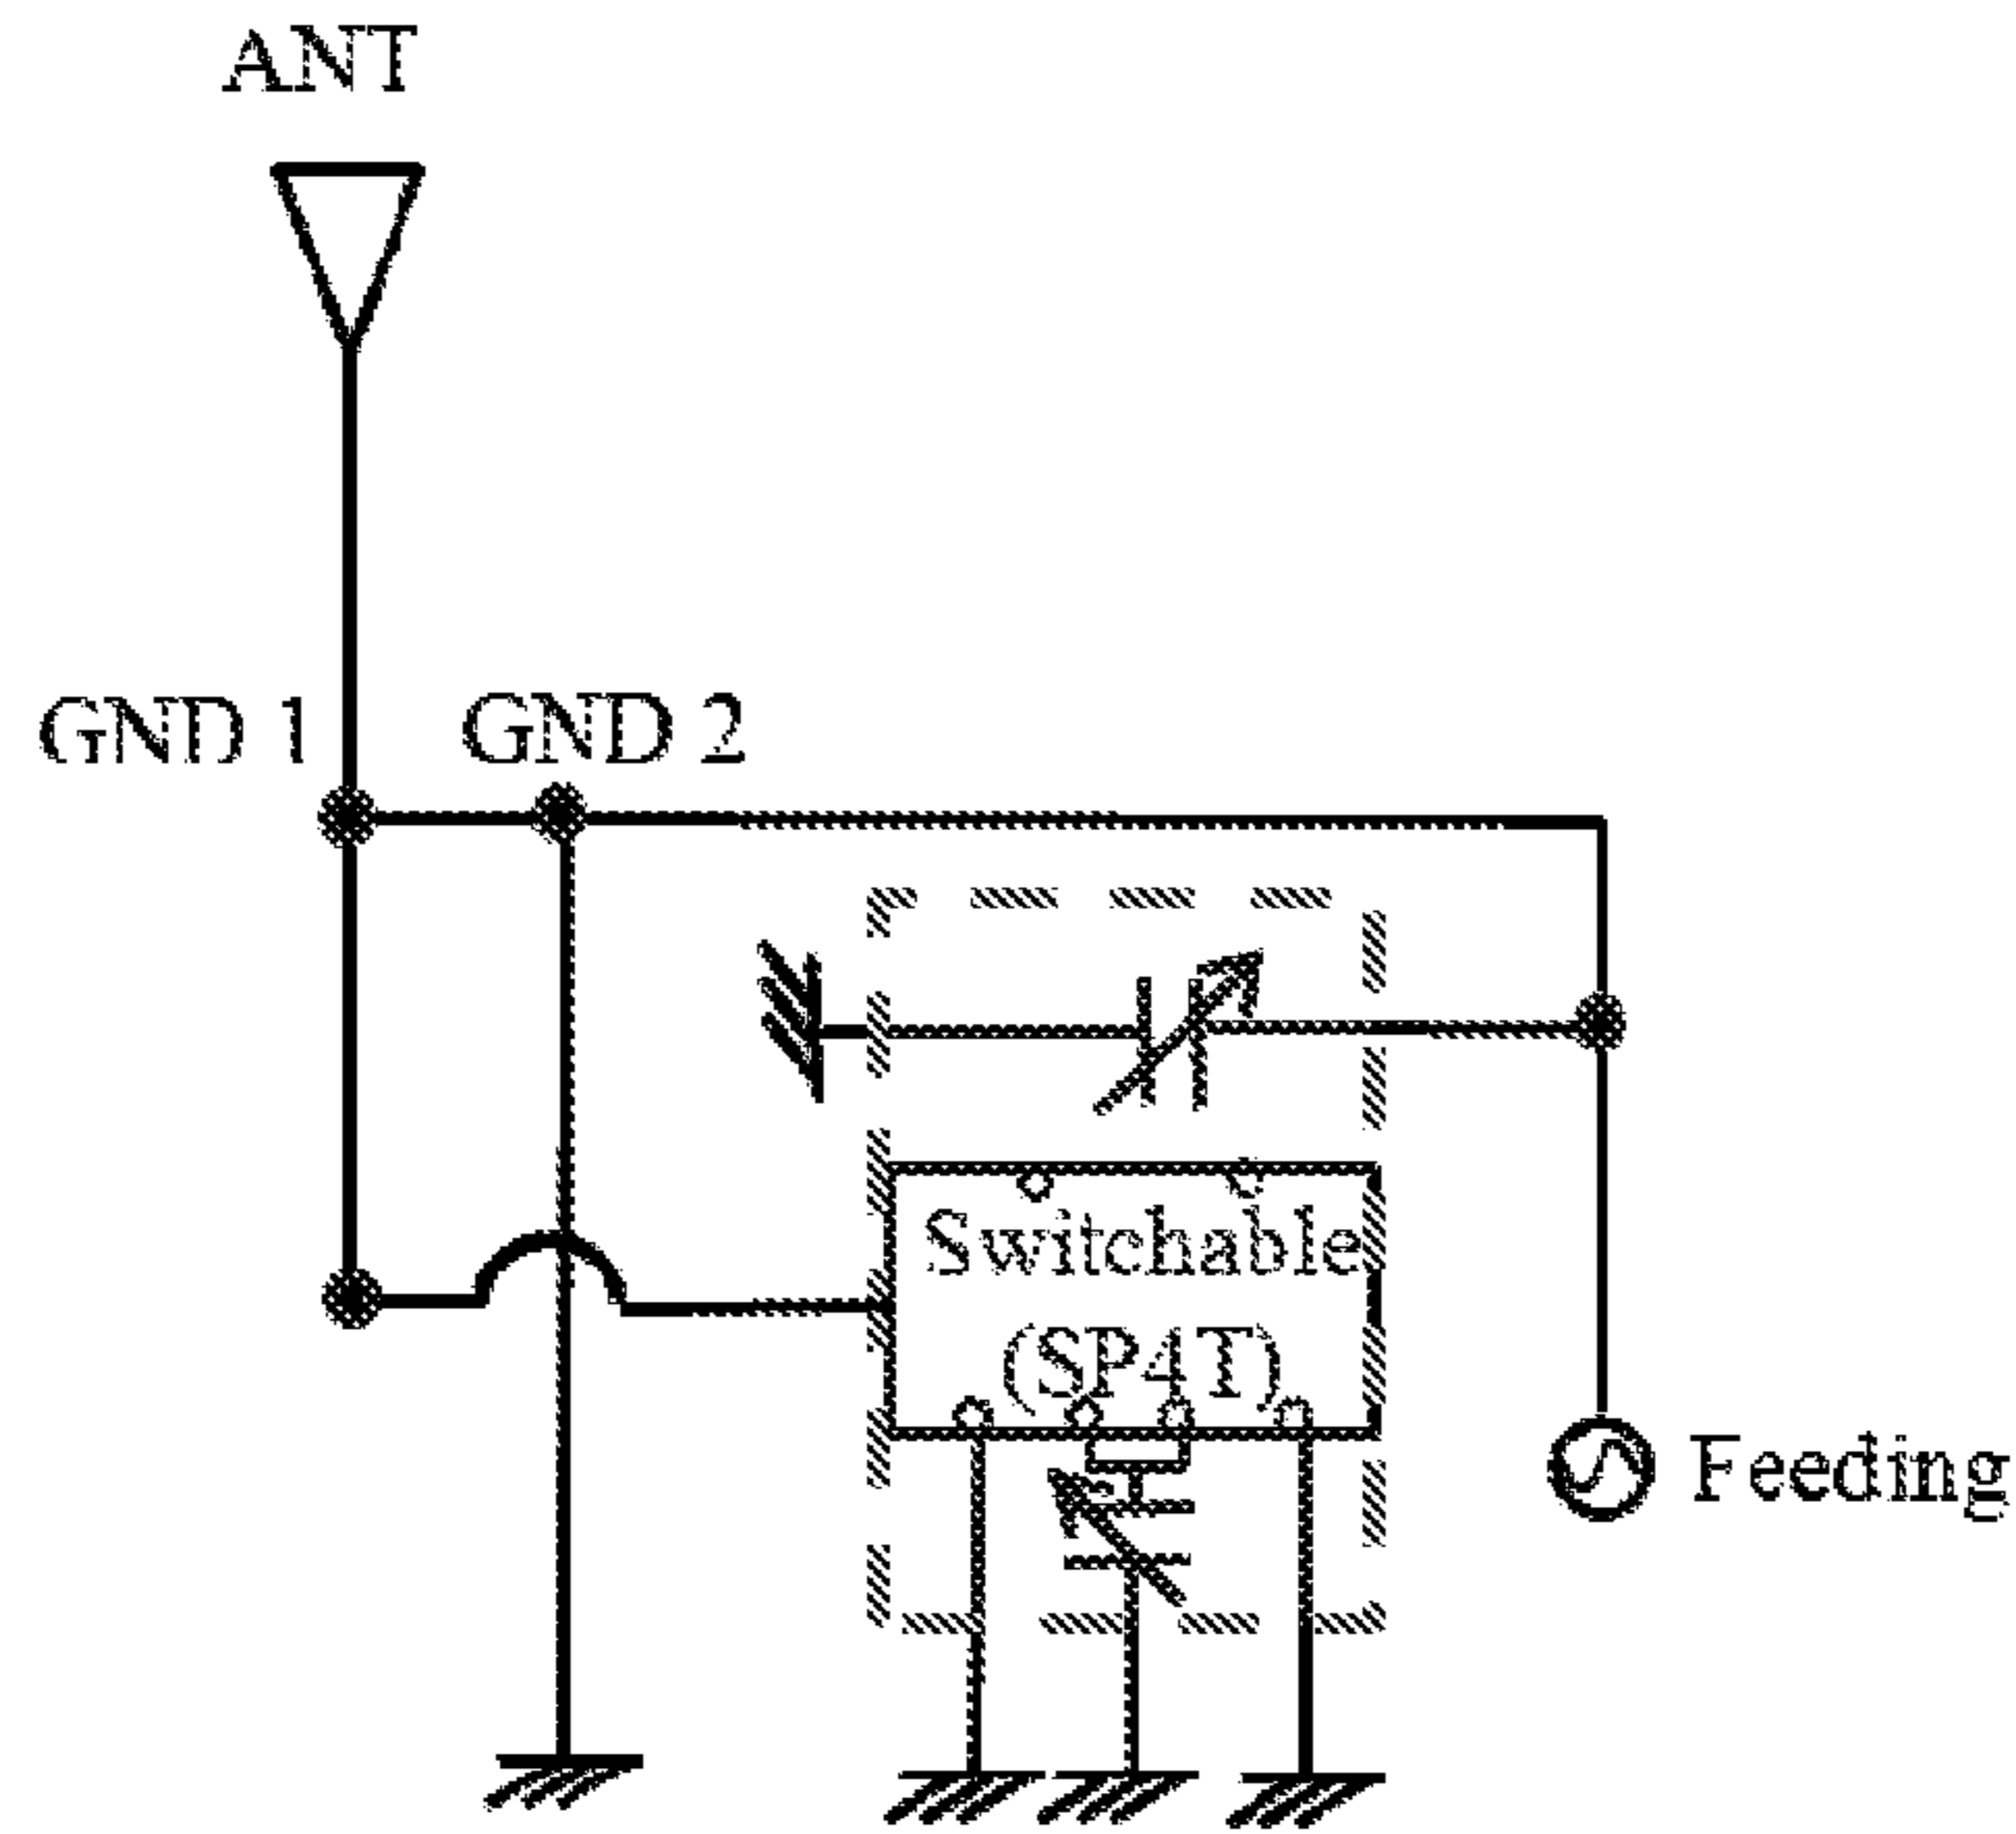 ANT
GND 1
GND 2
Switchable
(SP4T)
Feeding